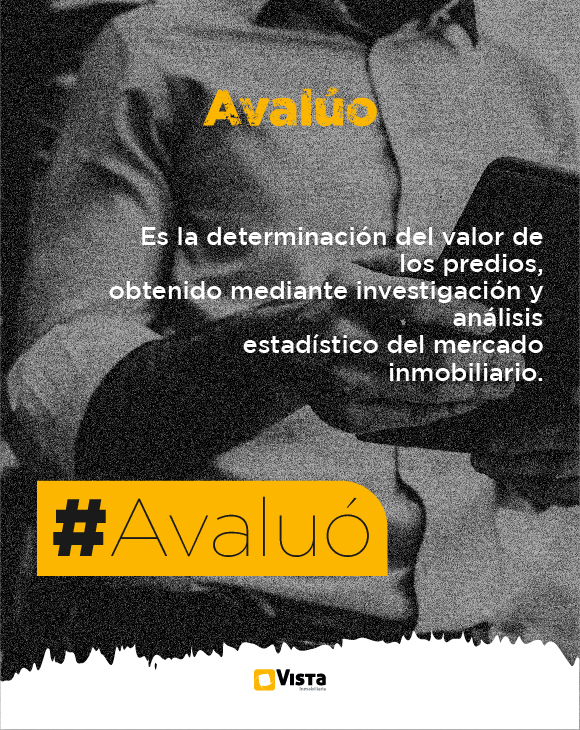 Avalúo
Es la determinación del valor de
los predios,
obtenido mediante investigación y
análisis
estadístico del mercado
inmobiliario.
#Avaluó
Vista
Inmobiliaria